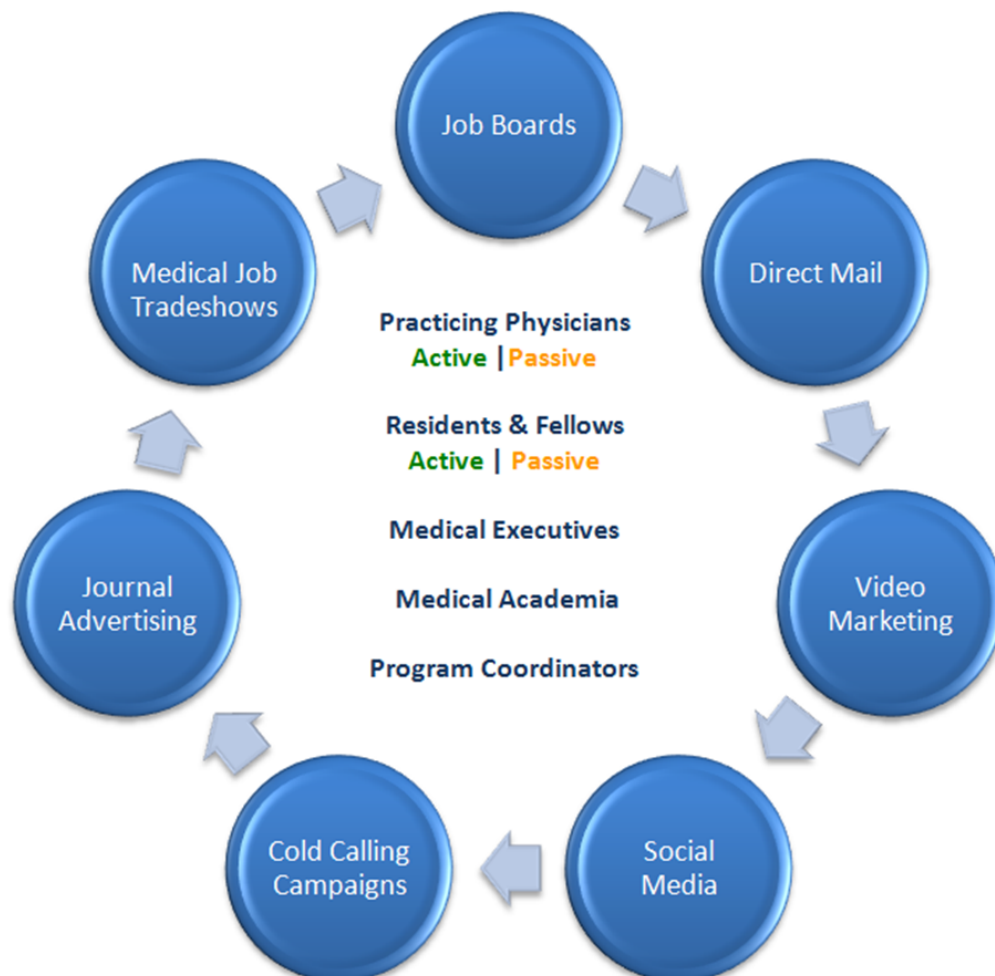 Job Boards
Direct Mail
Video
Marketing
Social
Media
Cold Calling
Campaigns
Journal
Advertising
Medical Job
Tradeshows
Practicing Physicians
Active | Passive
Residents & Fellows
Active | Passive
Medical Executives
Medical Academia
Program Coordinators